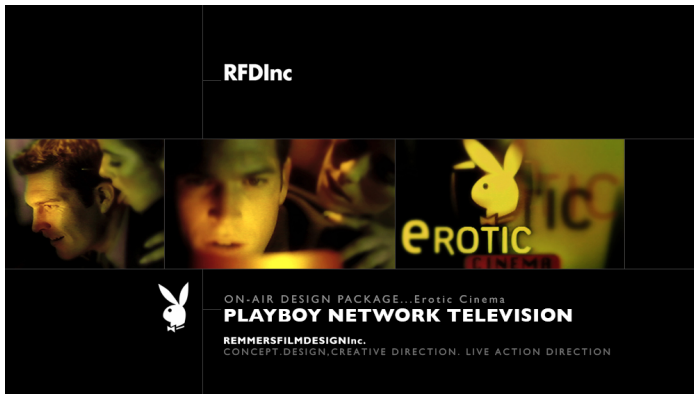 RFDInc
eROTIC
CINEMA
ON-AIR DESIGN PACKAGE...Erotic Cinema
PLAYBOY NETWORK TELEVISION
REMMERSFILMDESIGNInc.
CONCEPT.DESIGN,CREATIVE DIRECTION. LIVE ACTION DIRECTION